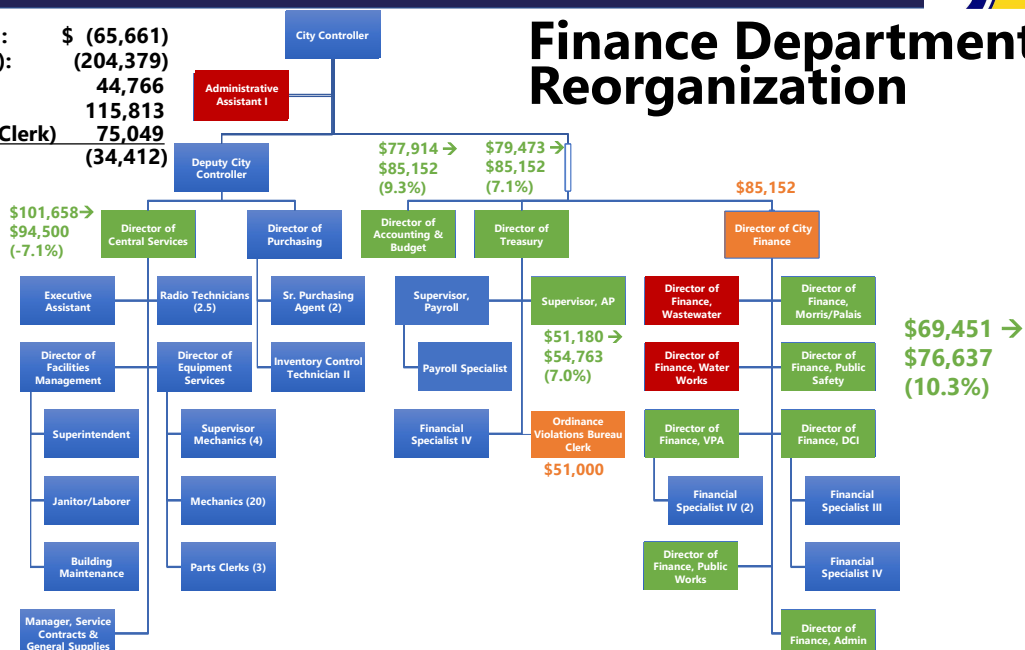 Finance Department
Reorganization
: $ (65,661)
): (204,379)
44,766
115,813
Clerk) 75,049
(34,412)
City Controller
Administrative
Assistant I
Deputy City
Controller
$77,914 →
$85,152
(9.3%)
$79,473 →
$85,152
(7.1%)
$85,152
$101,658→
$94,500
(-7.1%)
Director of
Central Services
Director of
Purchasing
Director of
Accounting &
Budget
Director of
Treasury
Director of City
Finance
Executive
Assistant
Radio Technicians
(2.5)
Sr. Purchasing
Agent (2)
Supervisor,
Payroll
Supervisor, AP
Director of
Finance,
Wastewater
Director of
Finance,
Morris/Palais
$51,180 →
$54,763
(7.0%)
$69,451 →
$76,637
(10.3%)
Director of
Facilities
Management
Director of
Equipment
Services
Inventory Control
Technician II
Payroll Specialist
Director of
Finance, Water
Works
Director of
Finance, Public
Safety
Superintendent
Supervisor
Mechanics (4)
Financial
Specialist IV
Ordinance
Violations Bureau
Clerk
$51,000
Director of
Finance, VPA
Director of
Finance, DCI
Janitor/Laborer
Mechanics (20)
Financial
Specialist IV (2)
Financial
Specialist III
Building
Maintenance
Parts Clerks (3)
Director of
Finance, Public
Works
Financial
Specialist IV
Manager, Service
Contracts &
General Supplies
Director of
Finance, Admin